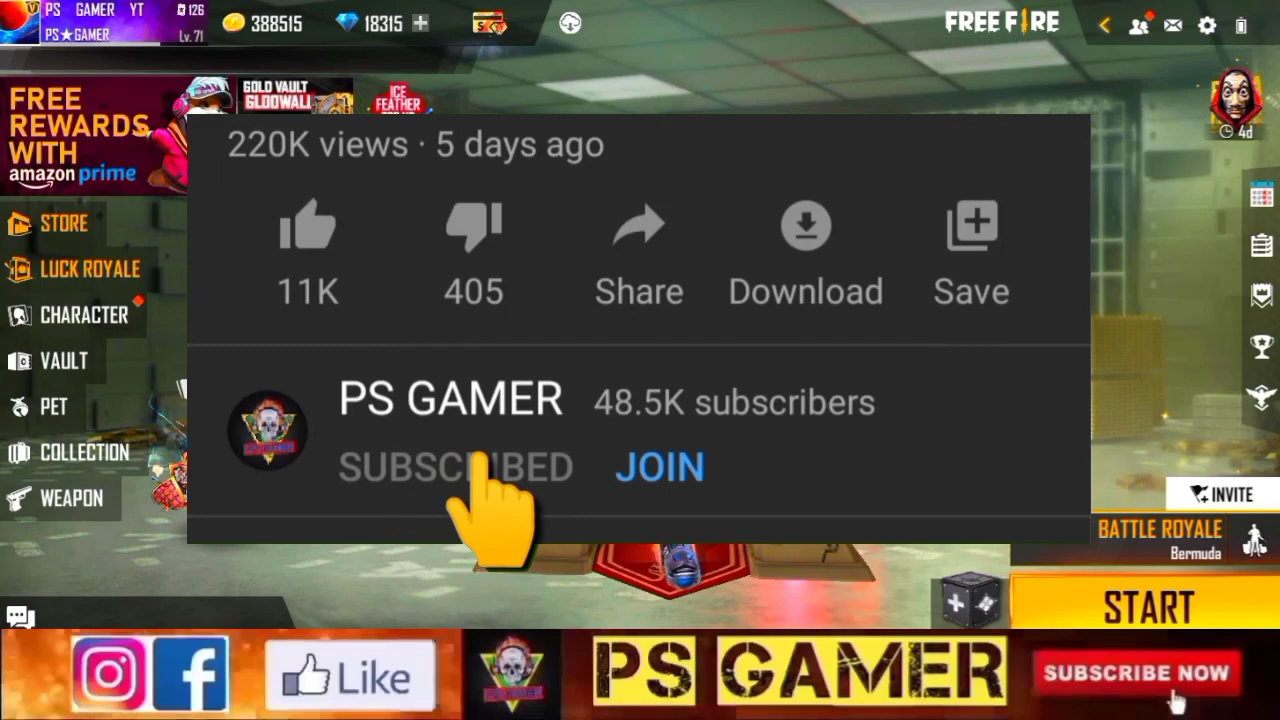 PS GAMER YT
126
PS★GAMER
Lv. 71
388515
18315
FREE FIRE
FREE
REWARDS
WITH
amazon prime
GOLD VAULT
GLOOWALL
ICE
FEATHER
4d
220K views · 5 days ago
11K
405
Share
Download
Save
PS GAMER 48.5K subscribers
SUBSCRIBED JOIN
STORE
LUCK ROYALE
CHARACTER
VAULT
PET
COLLECTION
WEAPON
INVITE
BATTLE ROYALE
Bermuda
START
Like
PS GAMER
SUBSCRIBE NOW